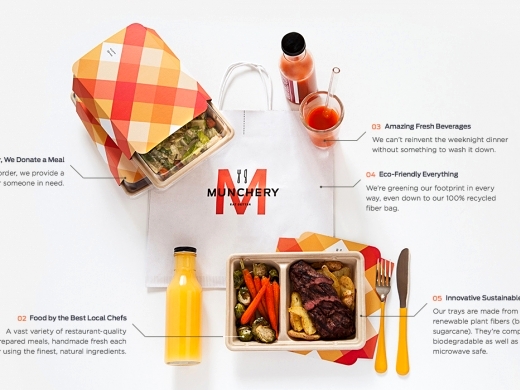 03 Amazing Fresh Beverages
We can't reinvent the weeknight dinner
without something to wash it down.
, We Donate a Meal
order, we provide a
someone in need.
04 Eco-Friendly Everything
We're greening our footprint in every
way, even down to our 100% recycled
fiber bag.
MUNCHERY
M
02 Food by the Best Local Chefs
A vast variety of restaurant-quality
prepared meals, handmade fresh each
using the finest, natural ingredients.
05 Innovative Sustainable
Our trays are made from
renewable plant fibers (b
sugarcane). They're comp
biodegradable as well as
microwave safe.